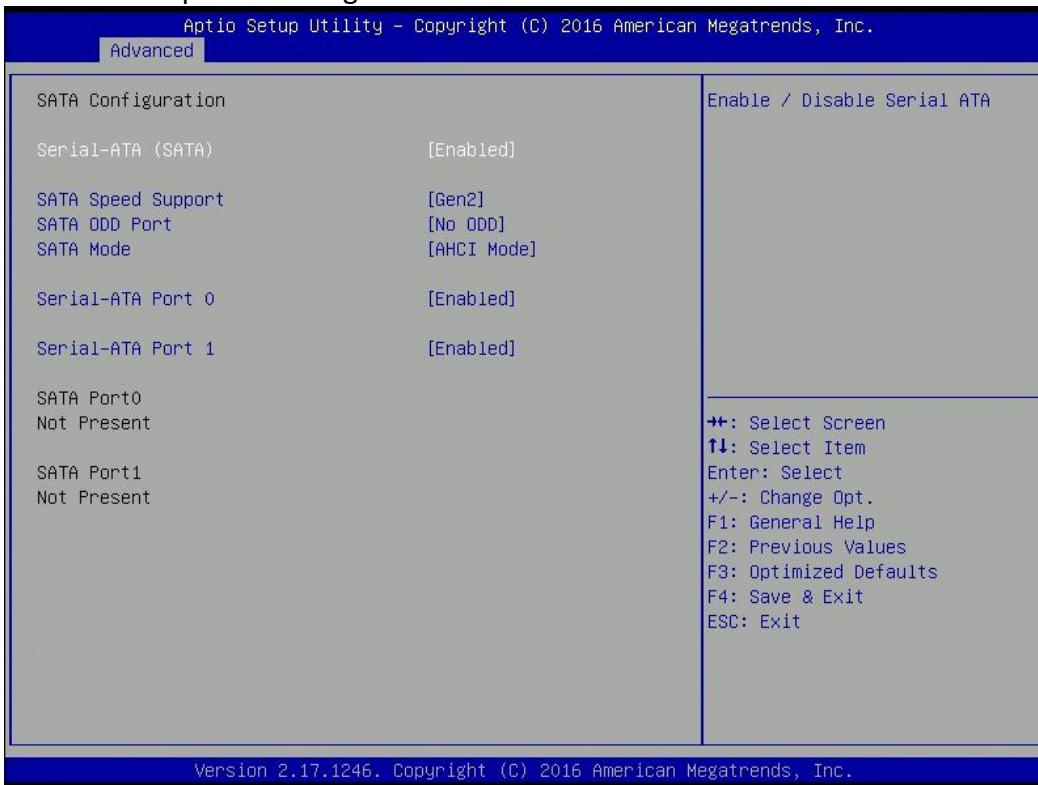 Aptio Setup Utility – Copyright (C) 2016 American Megatrends, Inc.
Advanced
SATA Configuration
Serial-ATA (SATA) [Enabled]
SATA Speed Support [Gen2]
SATA ODD Port [No ODD]
SATA Mode [AHCI Mode]
Serial-ATA Port 0 [Enabled]
Serial-ATA Port 1 [Enabled]
SATA Port0
Not Present
SATA Port1
Not Present
Enable / Disable Serial ATA
→←: Select Screen
↑↓: Select Item
Enter: Select
+/-: Change Opt.
F1: General Help
F2: Previous Values
F3: Optimized Defaults
F4: Save & Exit
ESC: Exit
Version 2.17.1246. Copyright (C) 2016 American Megatrends, Inc.